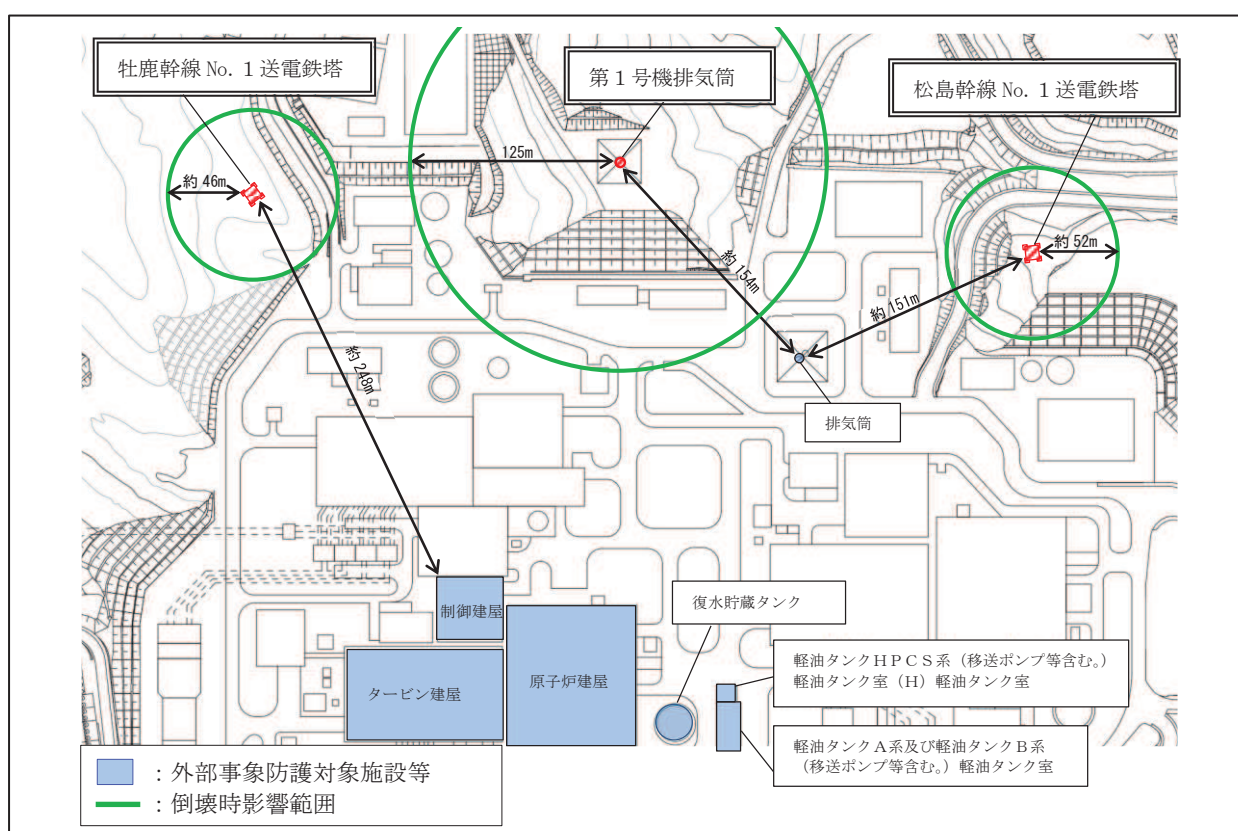 牡鹿幹線 No. 1 送電鉄塔
第1号機排気筒
松島幹線 No. 1 送電鉄塔
125m
約 46m
約 52m
約 154m
約 151m
約 248m
排気筒
制御建屋
復水貯蔵タンク
タービン建屋
原子炉建屋
軽油タンクHPCS系(移送ポンプ等含む。)
軽油タンク室(H)軽油タンク室
軽油タンクA系及び軽油タンクB系
(移送ポンプ等含む。)軽油タンク室
:外部事象防護対象施設等
:倒壊時影響範囲